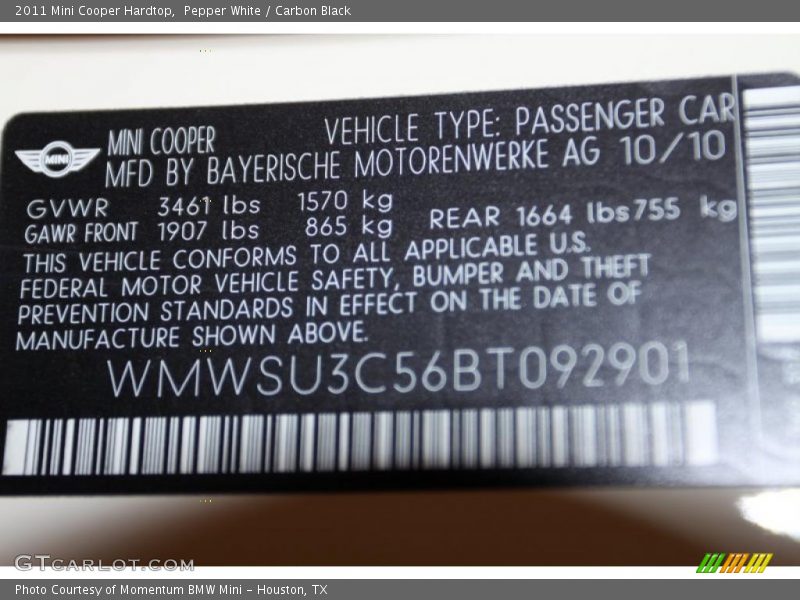 2011 Mini Cooper Hardtop,  Pepper White / Carbon Black
MINI
MINI COOPER
VEHICLE TYPE: PASSENGER CAR
MFD BY BAYERISCHE MOTORENWERKE AG 10/10
GVWR 3461 lbs 1570 kg
GAWR FRONT 1907 lbs 865 kg REAR 1664 lbs 755 kg
THIS VEHICLE CONFORMS TO ALL APPLICABLE U.S.
FEDERAL MOTOR VEHICLE SAFETY, BUMPER AND THEFT
PREVENTION STANDARDS IN EFFECT ON THE DATE OF
MANUFACTURE SHOWN ABOVE.
WMWSU3C56BT092901
GTCARLOT.COM
Photo Courtesy of Momentum BMW Mini - Houston, TX